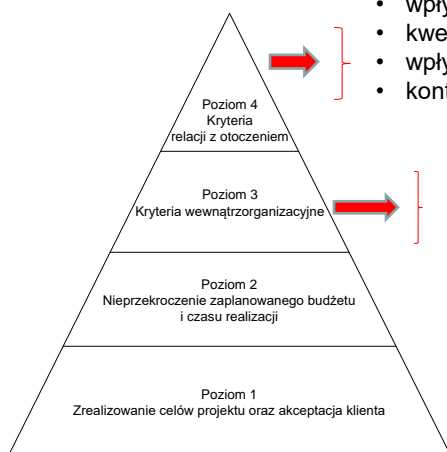 Poziom 4
Kryteria
relacji z otoczeniem
Poziom 3
Kryteria wewnątrzorganizacyjne
Poziom 2
Nieprzekroczenie zaplanowanego budżetu
i czasu realizacji
Poziom 1
Zrealizowanie celów projektu oraz akceptacja klienta